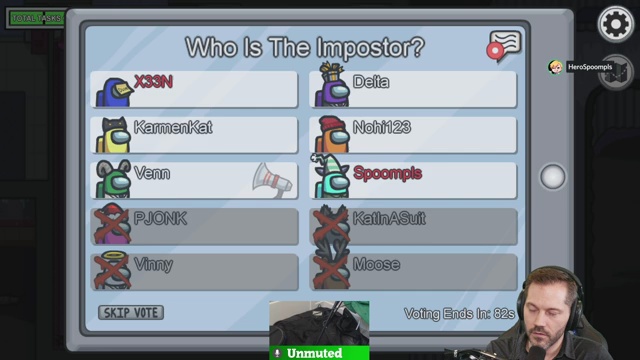 TOTAL TASKS
Who Is The Impostor?
HeroSpoompls
X33N
Delta
KarmenKat
Nohi123
Venn
Spoompls
PJONK
KatInASuit
Vinny
Moose
SKIP VOTE
Voting Ends In: 82s
Unmuted